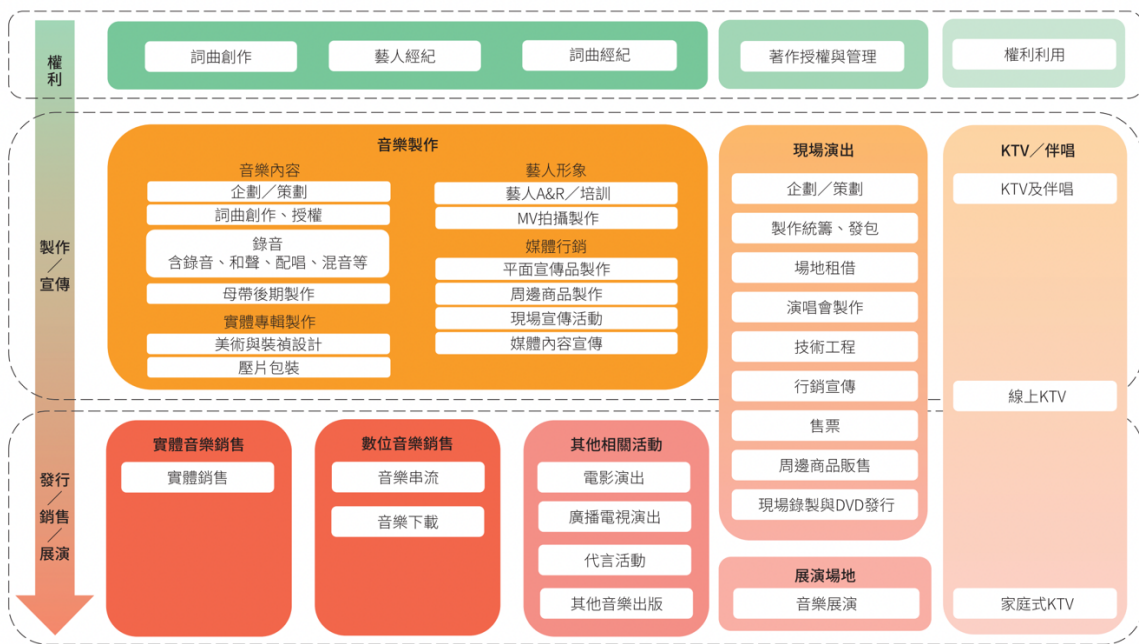 權利
詞曲創作
藝人經紀
詞曲經紀
著作授權與管理
權利利用
製作
／
宣傳
音樂製作
音樂內容
企劃／策劃
詞曲創作、授權
錄音
含錄音、和聲、配唱、混音等
母帶後期製作
實體專輯製作
美術與裝禎設計
壓片包裝
藝人形象
藝人A&R／培訓
MV拍攝製作
媒體行銷
平面宣傳品製作
周邊商品製作
現場宣傳活動
媒體內容宣傳
現場演出
企劃／策劃
製作統籌、發包
場地租借
演唱會製作
技術工程
行銷宣傳
售票
周邊商品販售
現場錄製與DVD發行
KTV／伴唱
KTV及伴唱
線上KTV
家庭式KTV
發行
／
銷售
／
展演
實體音樂銷售
實體銷售
數位音樂銷售
音樂串流
音樂下載
其他相關活動
電影演出
廣播電視演出
代言活動
其他音樂出版
展演場地
音樂展演